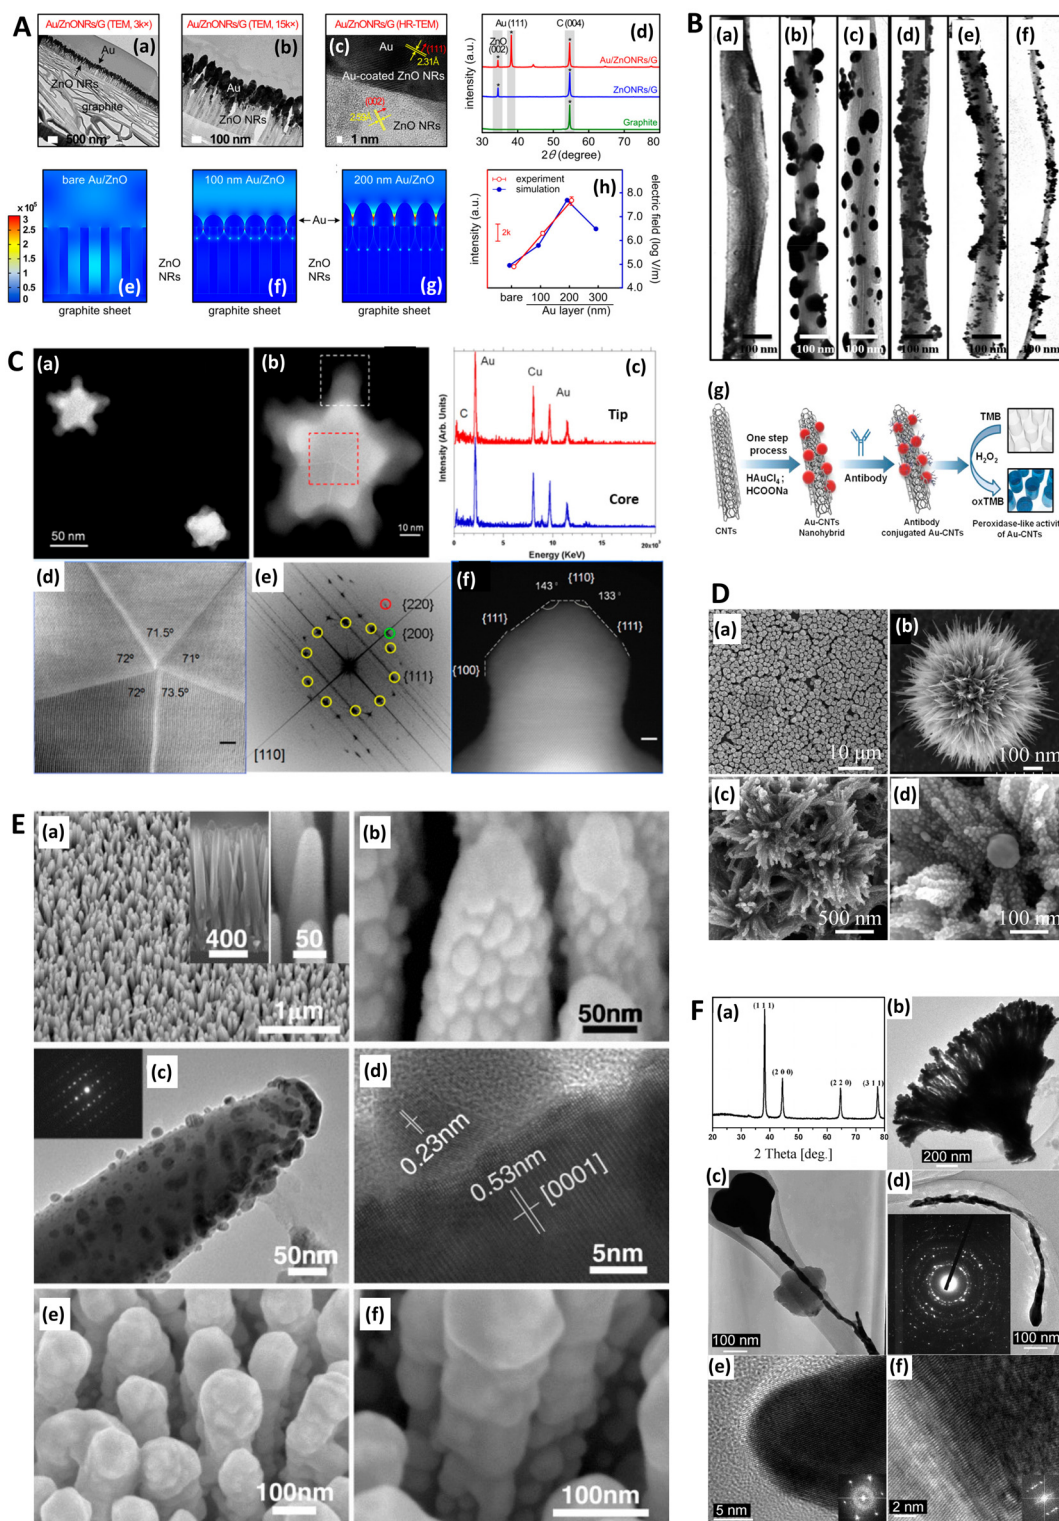 A
Au/ZnONRs/G (TEM, 3k×)
(a)
Au
ZnO NRs
graphite
500 nm
Au/ZnONRs/G (TEM, 15k×)
(b)
Au
ZnO NRs
100 nm
Au/ZnONRs/G (HR-TEM)
(c)
Au
(111)
2.31Å
Au-coated ZnO NRs
(002)
ZnO NRs
1 nm
Au (111)
C (004)
ZnO
(002)
(d)
intensity (a.u.)
Au/ZnONRs/G
ZnONRs/G
Graphite
30 40 50 60 70 80
2θ (degree)
× 10⁵
3
2.5
2
1.5
1
0.5
0
bare Au/ZnO
(e)
graphite sheet
ZnO
NRs
100 nm Au/ZnO
(f)
graphite sheet
Au
ZnO
NRs
200 nm Au/ZnO
(g)
graphite sheet
experiment
simulation
(h)
intensity (a.u.)
2k
8.0
7.0
6.0
5.0
4.0
electric field (log V/m)
bare 100 200 300
Au layer (nm)
B
(a)
(b)
(c)
(d)
(e)
(f)
100 nm
100 nm
100 nm
100 nm
100 nm
100 nm
(g)
CNTs
One step
process
HAuCl₄ ;
HCOONa
Au-CNTs
Nanohybrid
Antibody
Antibody
conjugated Au-CNTs
TMB
H₂O₂
oxTMB
Peroxidase-like activity
of Au-CNTs
C
(a)
50 nm
(b)
10 nm
(c)
Intensity (Arb. Units)
Au
C
Cu
Au
Tip
Core
0 5 10 15 20×10³
Energy (KeV)
(d)
71.5º
72º
71º
72º
73.5º
(e)
{220}
{200}
{111}
[110]
(f)
143°
{110}
133°
{111}
{111}
{100}
D
(a)
10 µm
(b)
100 nm
(c)
500 nm
(d)
100 nm
E
(a)
400
50
1µm
(b)
50nm
(c)
50nm
(d)
0.23nm
0.53nm
[0001]
5nm
(e)
100nm
(f)
100nm
F
(a)
(1 1 1)
(2 0 0)
(2 2 0)
(3 1 1)
20 30 40 50 60 70 80
2 Theta [deg.]
(b)
200 nm
(c)
100 nm
(d)
100 nm
(e)
5 nm
(f)
2 nm